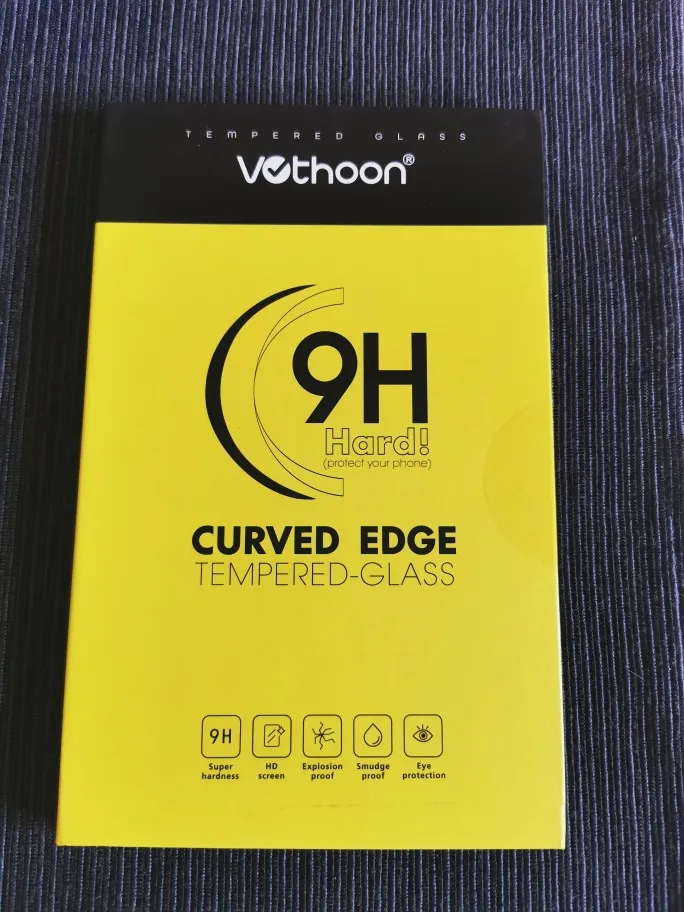 TEMPERED GLASS
Vothoon®
9H
Hard!
(protect your phone)
CURVED EDGE
TEMPERED-GLASS
9H
Super
hardness
HD
screen
Explosion
proof
Smudge
proof
Eye
protection